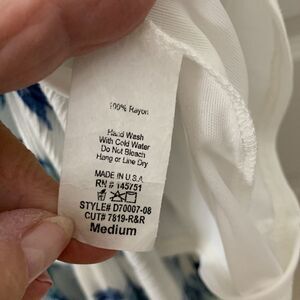 100% Rayon
Hand Wash
With Cold Water
Do Not Bleach
Hang or Line Dry
MADE IN U.S.A
RN # 145751
STYLE# D70007-08
CUT# 7819-R&R
Medium